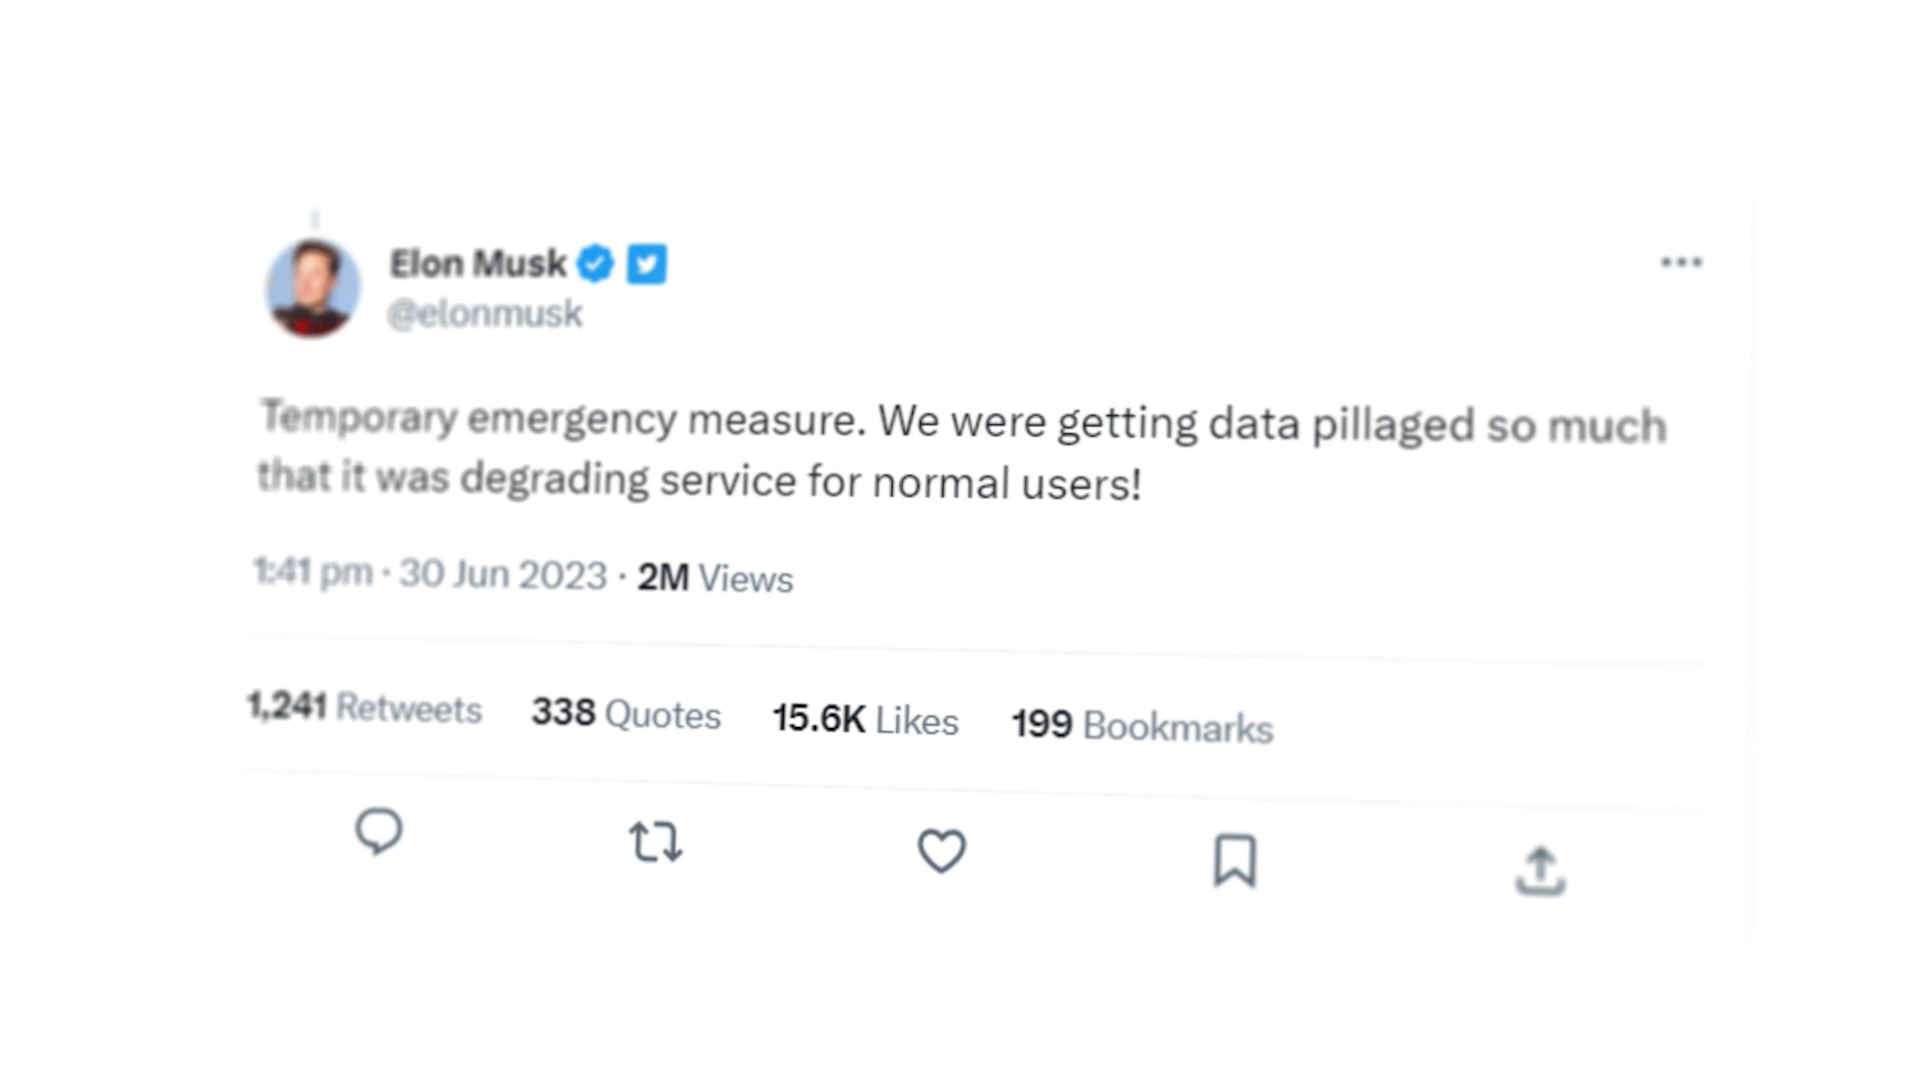 Elon Musk
@elonmusk
Temporary emergency measure. We were getting data pillaged so much
that it was degrading service for normal users!
1:41 pm · 30 Jun 2023 · 2M Views
1,241 Retweets 338 Quotes 15.6K Likes 199 Bookmarks